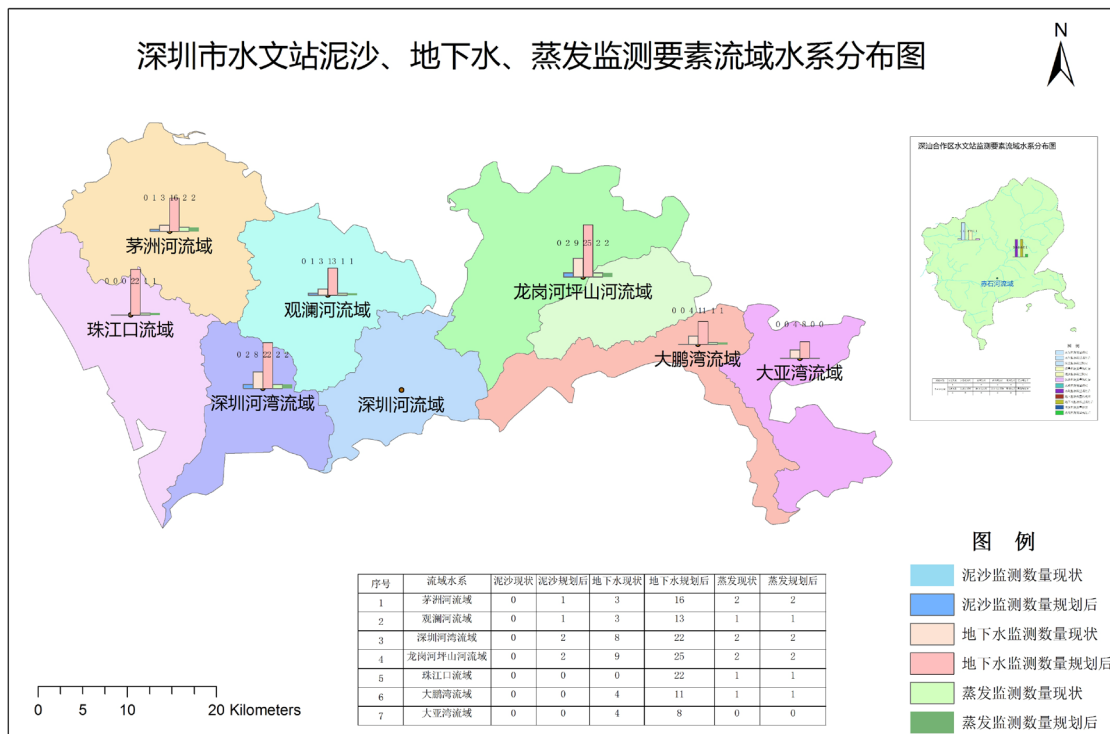 深圳市水文站泥沙、地下水、蒸发监测要素流域水系分布图
N
深汕合作区水文站监测要素流域水系分布图
赤石河流域
0 1 3 16 2 2
茅洲河流域
0 0 0 22 1 1
珠江口流域
0 1 3 13 1 1
观澜河流域
0 2 9 25 2 2
龙岗河坪山河流域
0 2 8 22 2 2
深圳河湾流域
深圳河流域
0 0 4 11 1 1
大鹏湾流域
0 0 4 8 0 0
大亚湾流域
序号 流域水系 泥沙现状 泥沙规划后 地下水现状 地下水规划后 蒸发现状 蒸发规划后
1 茅洲河流域 0 1 3 16 2 2
2 观澜河流域 0 1 3 13 1 1
3 深圳河湾流域 0 2 8 22 2 2
4 龙岗河坪山河流域 0 2 9 25 2 2
5 珠江口流域 0 0 0 22 1 1
6 大鹏湾流域 0 0 4 11 1 1
7 大亚湾流域 0 0 4 8 0 0
图 例
泥沙监测数量现状
泥沙监测数量规划后
地下水监测数量现状
地下水监测数量规划后
蒸发监测数量现状
蒸发监测数量规划后
0 5 10 20 Kilometers